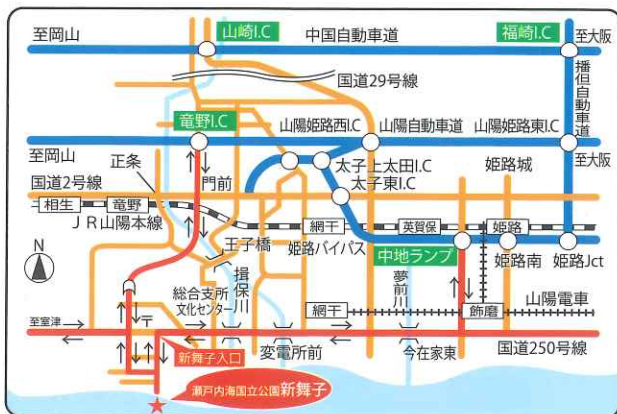 至岡山
山崎I.C
中国自動車道
福崎I.C
至大阪
国道29号線
播但自動車道
竜野I.C
山陽姫路西I.C
山陽自動車道
山陽姫路東I.C
至岡山
至大阪
正条
門前
太子上太田I.C
太子東I.C
姫路城
国道2号線
相生
竜野
JR山陽本線
網干
英賀保
姫路
王子橋
姫路バイパス
中地ランプ
姫路南
姫路Jct
N
揖保川
総合支所
文化センター
夢前川
網干
飾磨
山陽電車
至室津
〒
新舞子入口
変電所前
今在家東
国道250号線
瀬戸内海国立公園新舞子